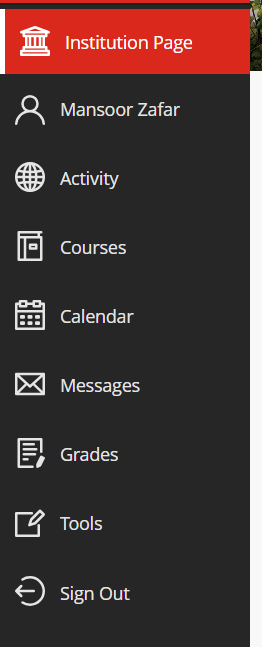 Institution Page
Mansoor Zafar
Activity
Courses
Calendar
Messages
Grades
Tools
Sign Out